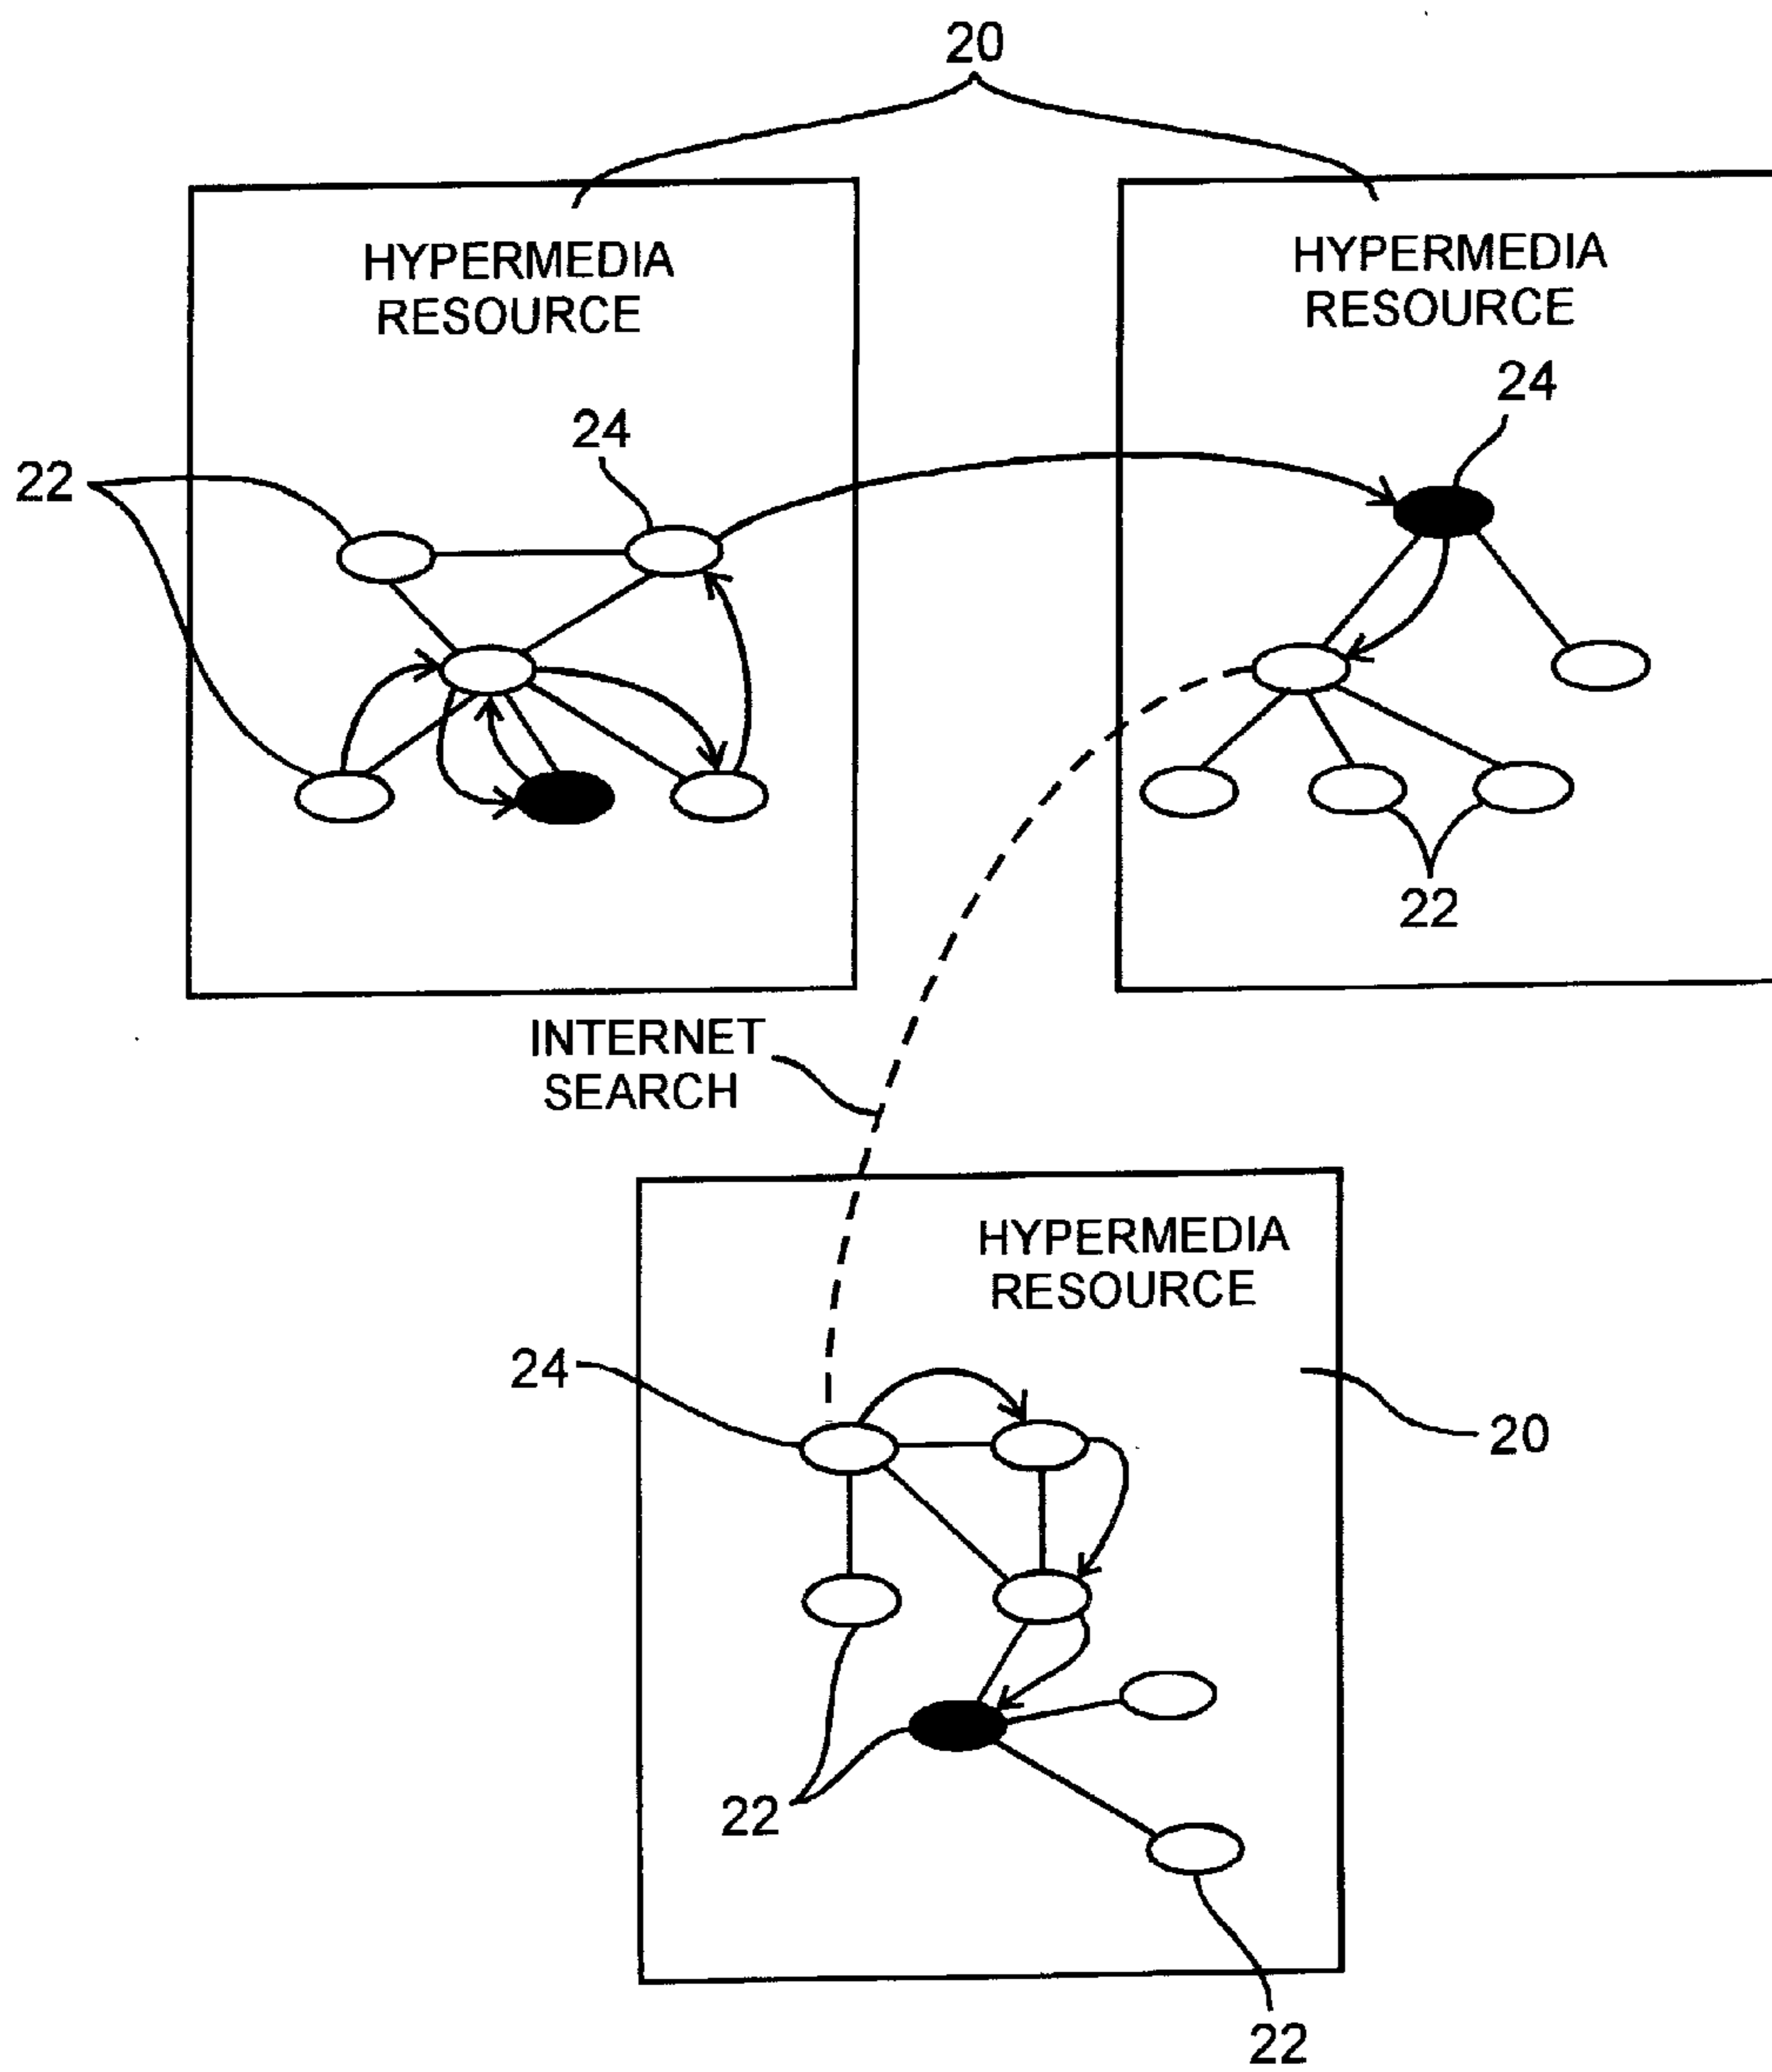 20
HYPERMEDIA
RESOURCE
HYPERMEDIA
RESOURCE
24
24
22
22
INTERNET
SEARCH
HYPERMEDIA
RESOURCE
24
20
22
22